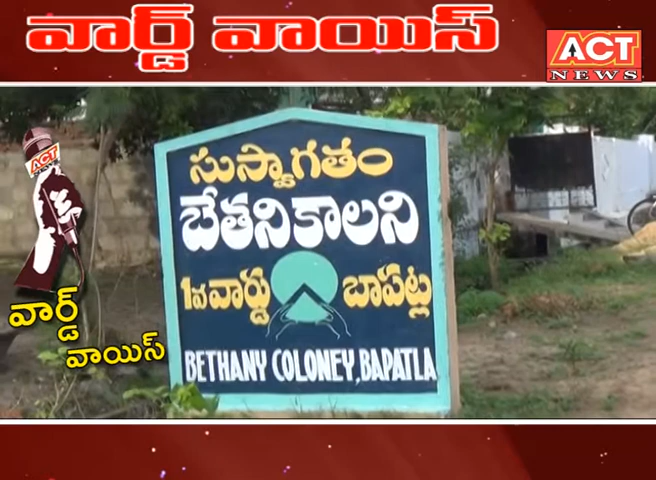 వార్డ్ వాయిస్
ACT
NEWS
ACT
వార్డ్
వాయిస్
సుస్వాగతం
బేతనికాలని
1వ వార్డు బాపట్ల
BETHANY COLONEY, BAPATLA